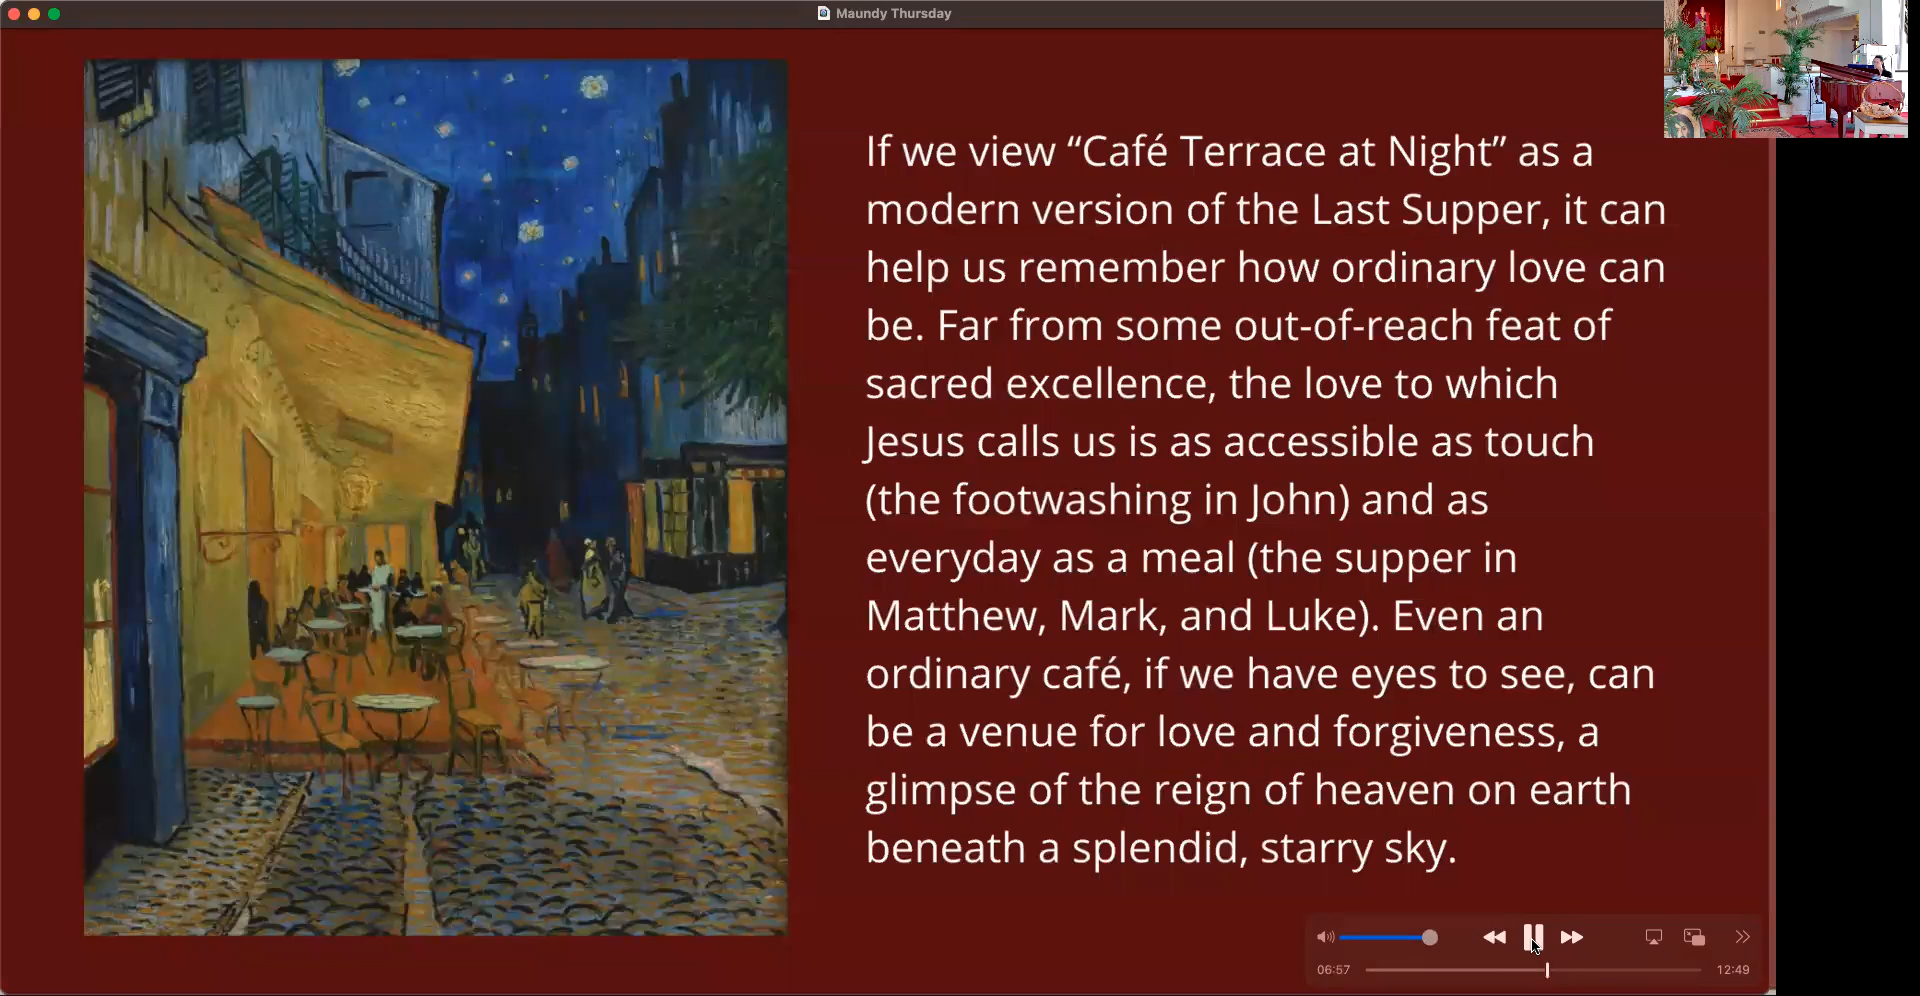 Maundy Thursday
If we view “Café Terrace at Night” as a
modern version of the Last Supper, it can
help us remember how ordinary love can
be. Far from some out-of-reach feat of
sacred excellence, the love to which
Jesus calls us is as accessible as touch
(the footwashing in John) and as
everyday as a meal (the supper in
Matthew, Mark, and Luke). Even an
ordinary café, if we have eyes to see, can
be a venue for love and forgiveness, a
glimpse of the reign of heaven on earth
beneath a splendid, starry sky.
06:57
12:49